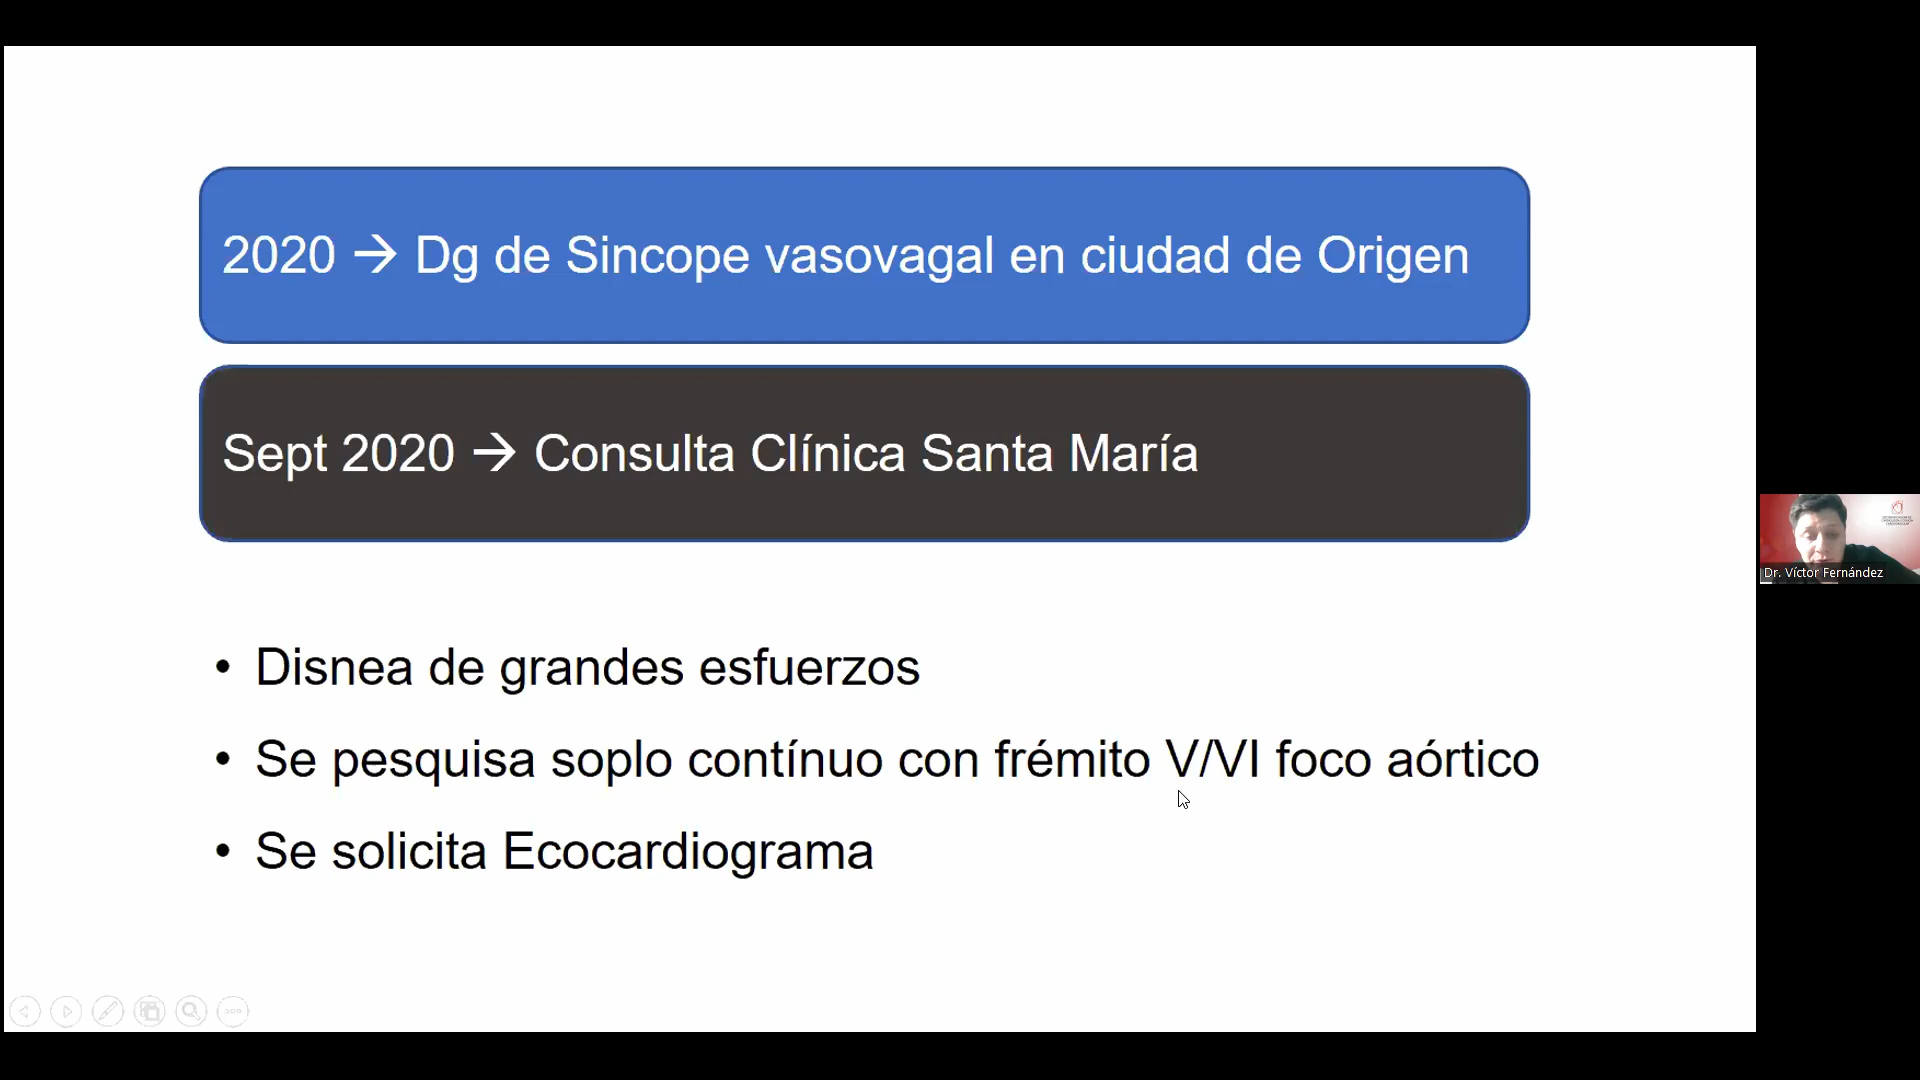 2020 → Dg de Sincope vasovagal en ciudad de Origen
Sept 2020 → Consulta Clínica Santa María
• Disnea de grandes esfuerzos
• Se pesquisa soplo contínuo con frémito V/VI foco aórtico
• Se solicita Ecocardiograma
Dr. Víctor Fernández